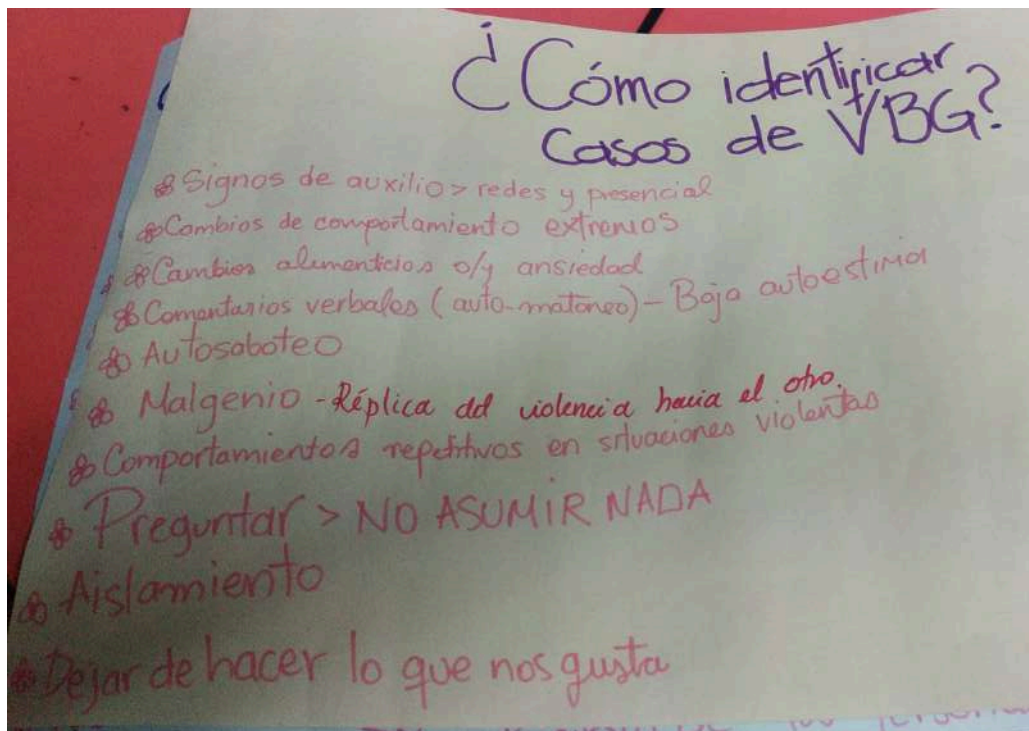 ¿Cómo identificar
Casos de VBG?
Signos de auxilio > redes y presencial
Cambios de comportamiento extremos
Cambios alimenticios o/y ansiedad
Comentarios verbales (auto-matoneo) - Baja autoestima
Autosaboteo
Malgenio - Réplica del violencia hacia el otro.
Comportamientos repetitivos en situaciones violentas
Preguntar > NO ASUMIR NADA
Aislamiento
Dejar de hacer lo que nos gusta